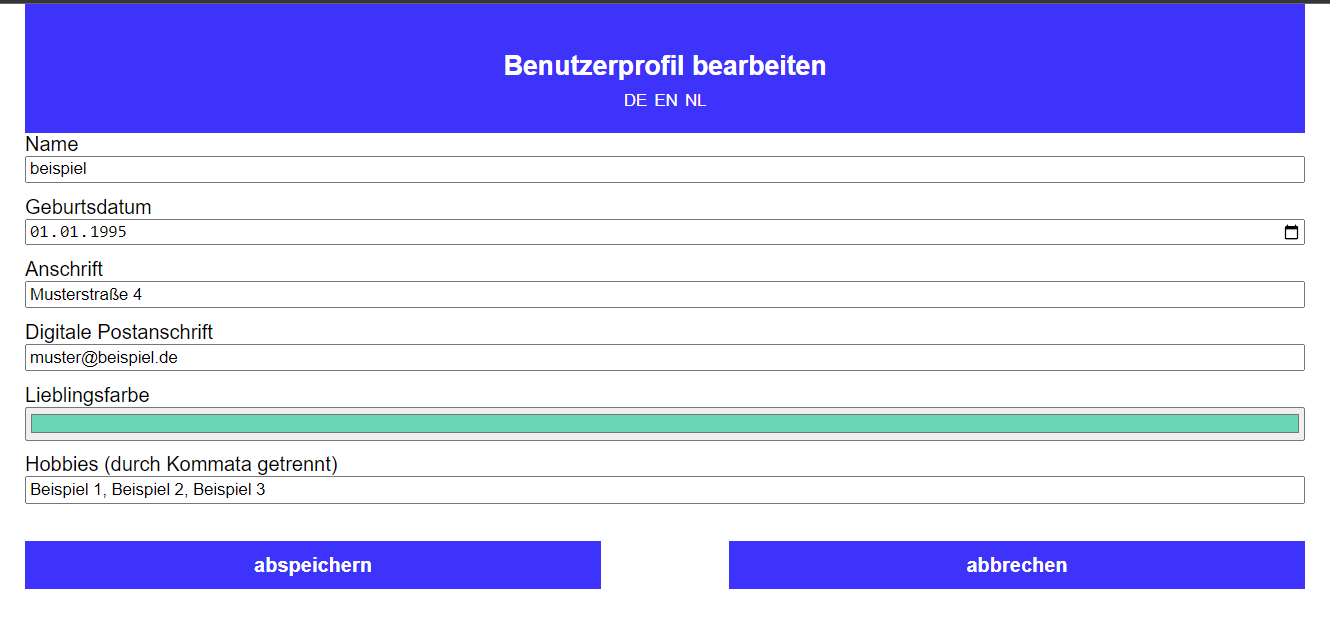 Benutzerprofil bearbeiten
DE EN NL
Name
beispiel
Geburtsdatum
01.01.1995
Anschrift
Musterstraße 4
Digitale Postanschrift
muster@beispiel.de
Lieblingsfarbe
Hobbies (durch Kommata getrennt)
Beispiel 1, Beispiel 2, Beispiel 3
abspeichern abbrechen